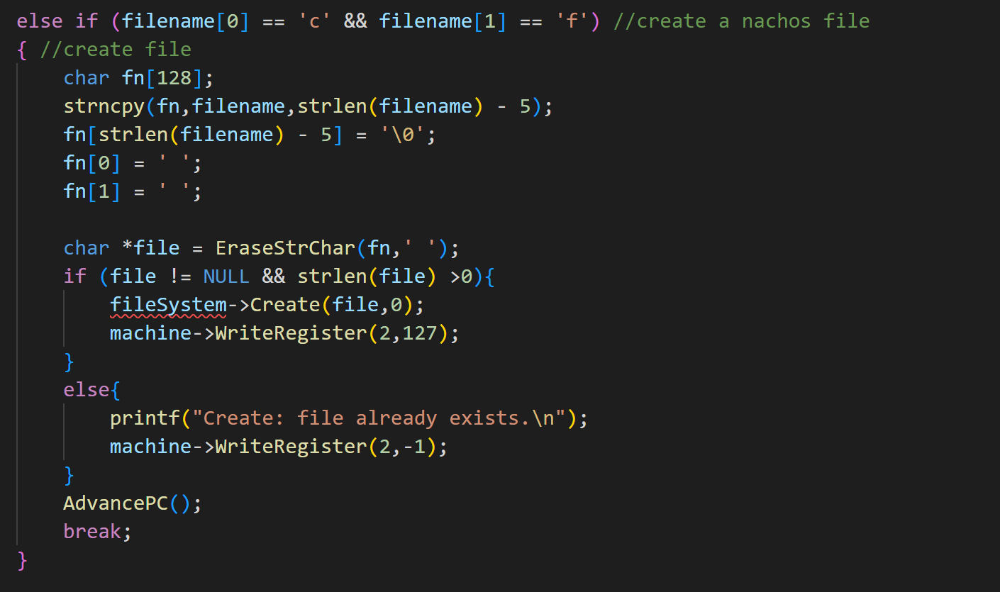 else if (filename[0] == 'c' && filename[1] == 'f') //create a nachos file
{ //create file
    char fn[128];
    strncpy(fn,filename,strlen(filename) - 5);
    fn[strlen(filename) - 5] = '\0';
    fn[0] = ' ';
    fn[1] = ' ';

    char *file = EraseStrChar(fn,' ');
    if (file != NULL && strlen(file) >0){
        fileSystem->Create(file,0);
        machine->WriteRegister(2,127);
    }
    else{
        printf("Create: file already exists.\n");
        machine->WriteRegister(2,-1);
    }
    AdvancePC();
    break;
}